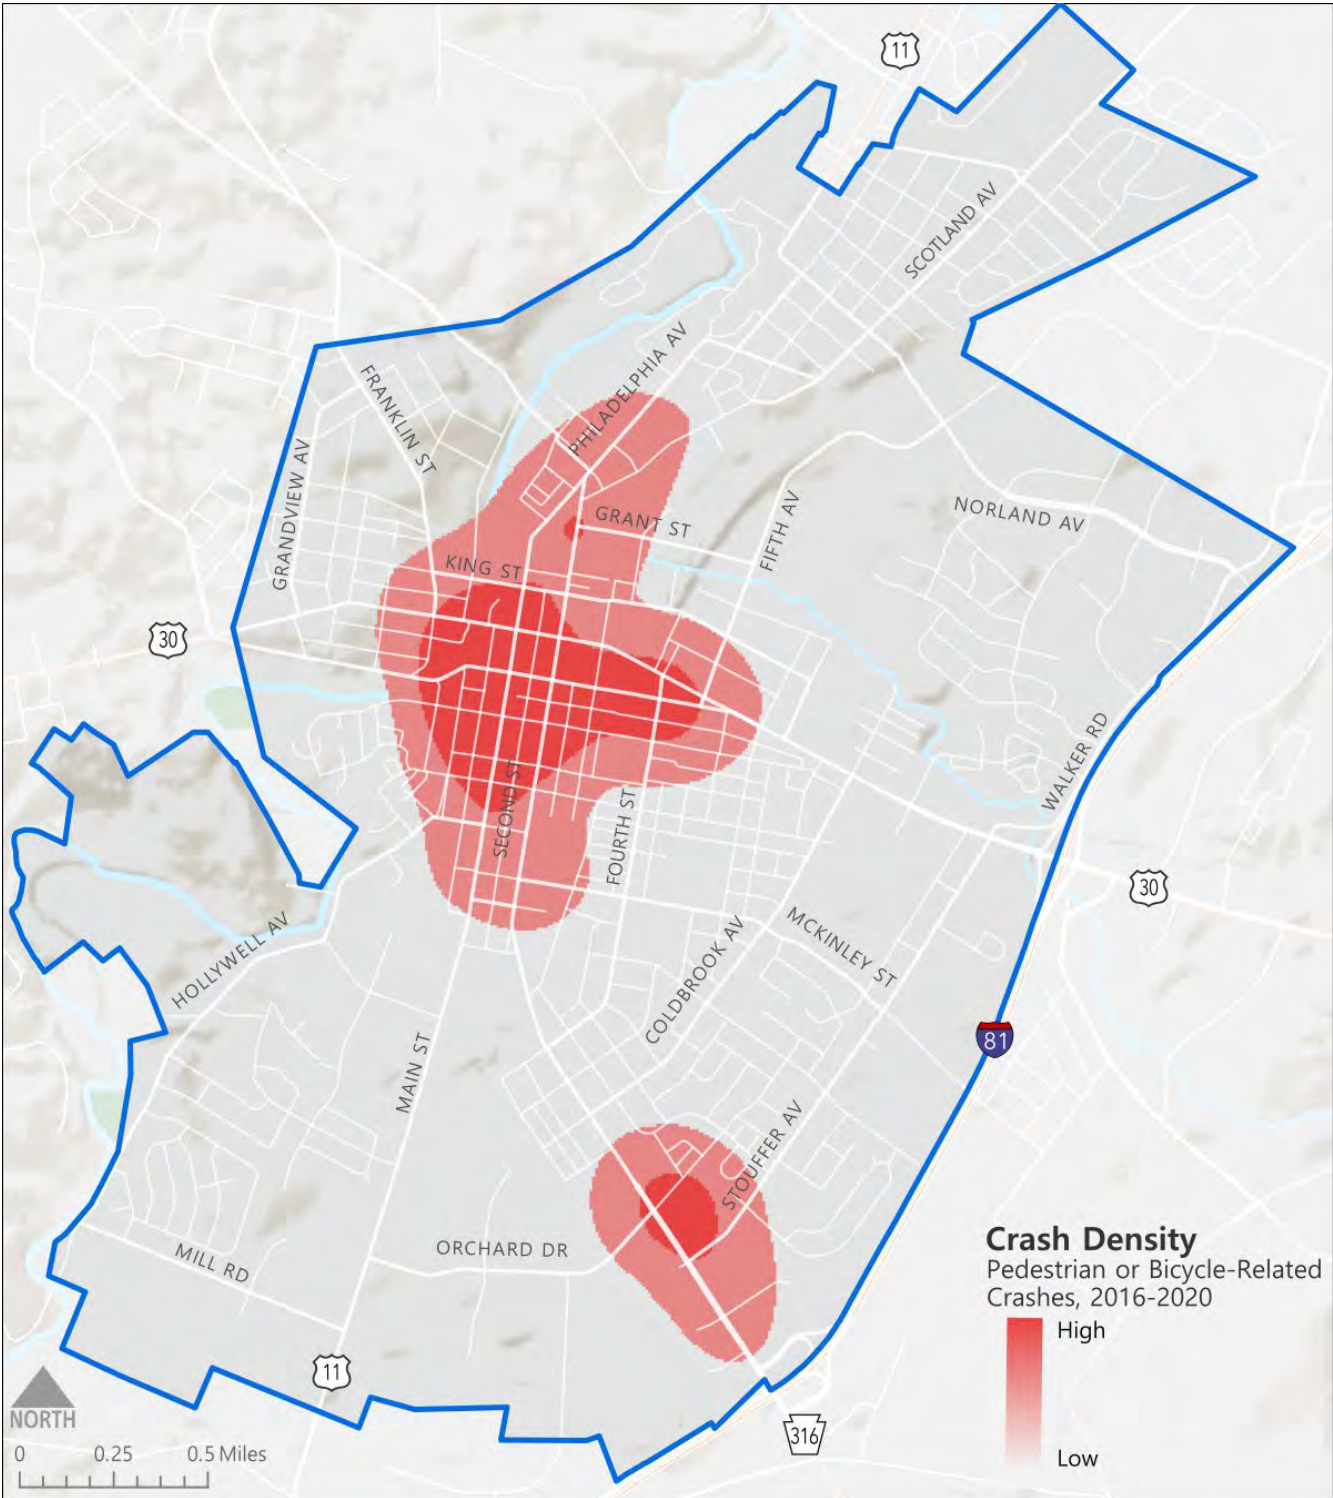 11
SCOTLAND AV
PHILADELPHIA AV
FRANKLIN ST
GRANDVIEW AV
NORLAND AV
GRANT ST
FIFTH AV
KING ST
30
WALKER RD
SECOND ST
FOURTH ST
30
HOLLYWELL AV
MCKINLEY ST
COLDBROOK AV
81
MAIN ST
STOUFFER AV
ORCHARD DR
MILL RD
11
316
Crash Density
Pedestrian or Bicycle-Related
Crashes, 2016-2020
High
Low
NORTH
0 0.25 0.5 Miles